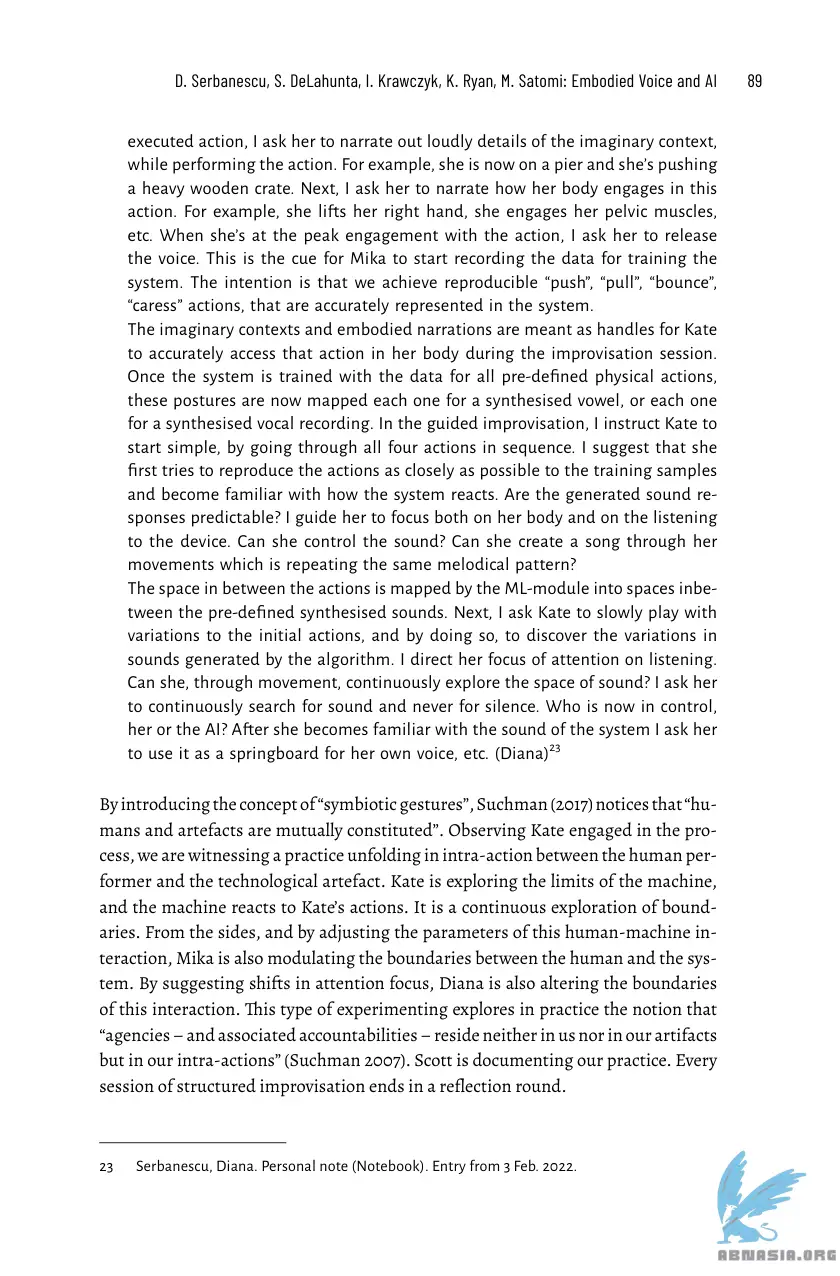 D. Serbanescu, S. DeLahunta, I. Krawczyk, K. Ryan, M. Satomi: Embodied Voice and AI 89
executed action, I ask her to narrate out loudly details of the imaginary context,
while performing the action. For example, she is now on a pier and she’s pushing
a heavy wooden crate. Next, I ask her to narrate how her body engages in this
action. For example, she lifts her right hand, she engages her pelvic muscles,
etc. When she’s at the peak engagement with the action, I ask her to release
the voice. This is the cue for Mika to start recording the data for training the
system. The intention is that we achieve reproducible “push”, “pull”, “bounce”,
“caress” actions, that are accurately represented in the system.
The imaginary contexts and embodied narrations are meant as handles for Kate
to accurately access that action in her body during the improvisation session.
Once the system is trained with the data for all pre-defined physical actions,
these postures are now mapped each one for a synthesised vowel, or each one
for a synthesised vocal recording. In the guided improvisation, I instruct Kate to
start simple, by going through all four actions in sequence. I suggest that she
first tries to reproduce the actions as closely as possible to the training samples
and become familiar with how the system reacts. Are the generated sound re-
sponses predictable? I guide her to focus both on her body and on the listening
to the device. Can she control the sound? Can she create a song through her
movements which is repeating the same melodical pattern?
The space in between the actions is mapped by the ML-module into spaces inbe-
tween the pre-defined synthesised sounds. Next, I ask Kate to slowly play with
variations to the initial actions, and by doing so, to discover the variations in
sounds generated by the algorithm. I direct her focus of attention on listening.
Can she, through movement, continuously explore the space of sound? I ask her
to continuously search for sound and never for silence. Who is now in control,
her or the AI? After she becomes familiar with the sound of the system I ask her
to use it as a springboard for her own voice, etc. (Diana)23
By introducing the concept of “symbiotic gestures”, Suchman (2017) notices that “hu-
mans and artefacts are mutually constituted”. Observing Kate engaged in the pro-
cess, we are witnessing a practice unfolding in intra-action between the human per-
former and the technological artefact. Kate is exploring the limits of the machine,
and the machine reacts to Kate’s actions. It is a continuous exploration of bound-
aries. From the sides, and by adjusting the parameters of this human-machine in-
teraction, Mika is also modulating the boundaries between the human and the sys-
tem. By suggesting shifts in attention focus, Diana is also altering the boundaries
of this interaction. This type of experimenting explores in practice the notion that
“agencies – and associated accountabilities – reside neither in us nor in our artifacts
but in our intra-actions” (Suchman 2007). Scott is documenting our practice. Every
session of structured improvisation ends in a reflection round.
23 Serbanescu, Diana. Personal note (Notebook). Entry from 3 Feb. 2022.
ABNASIA.ORG